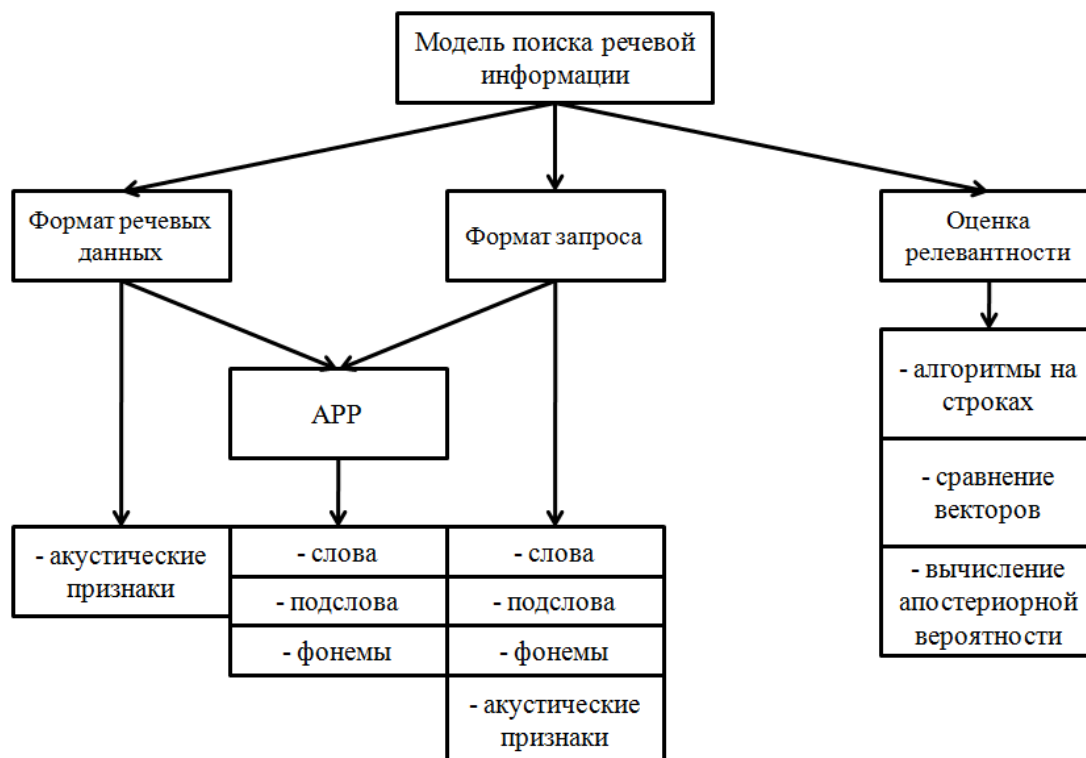 Модель поиска речевой
информации
Формат речевых
данных
Формат запроса
Оценка
релевантности
АРР
- алгоритмы на
строках
- сравнение
векторов
- вычисление
апостериорной
вероятности
- акустические
признаки
- слова
- подслова
- фонемы
- слова
- подслова
- фонемы
- акустические
признаки